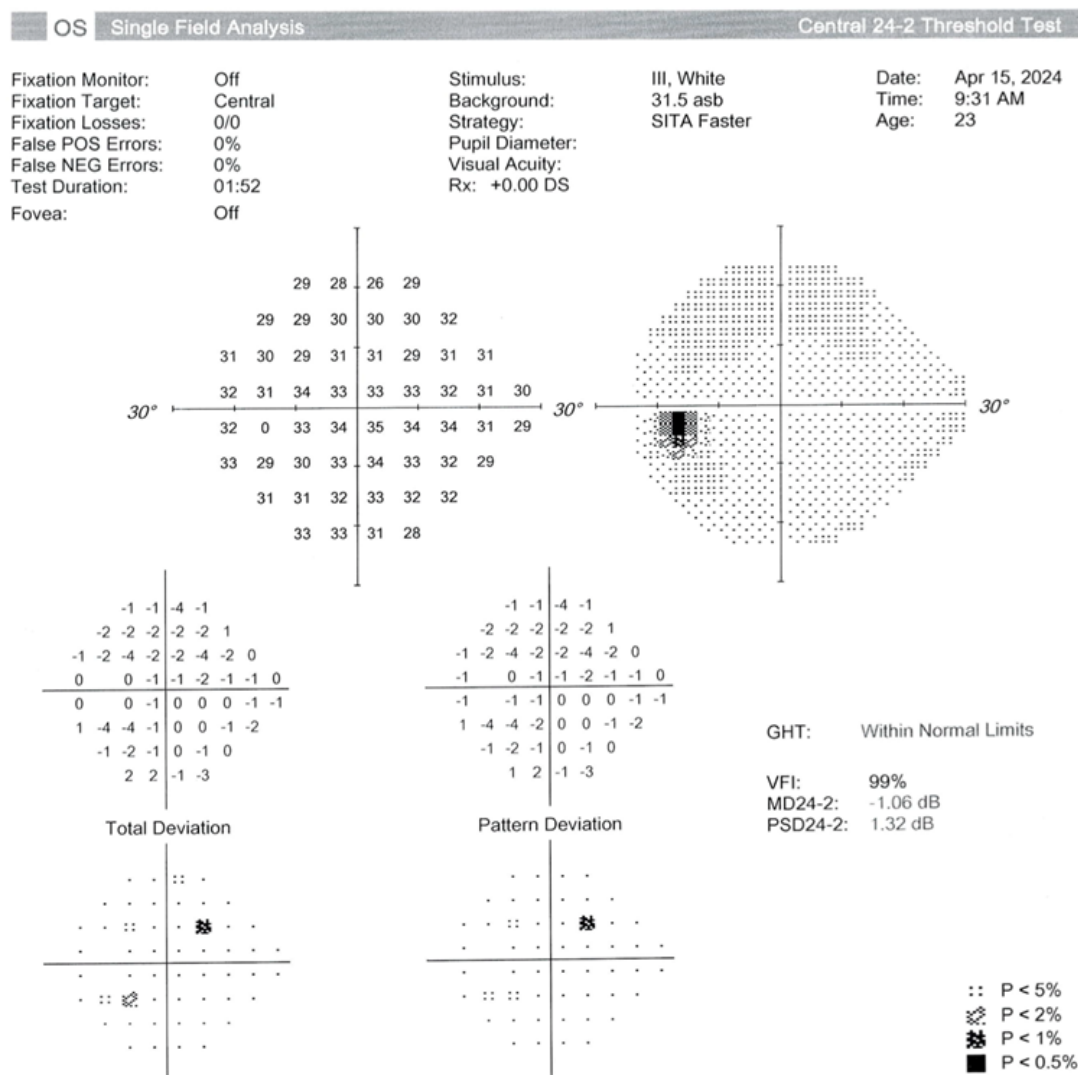 OS Single Field Analysis Central 24-2 Threshold Test
Fixation Monitor: Off Stimulus: III, White Date: Apr 15, 2024
Fixation Target: Central Background: 31.5 asb Time: 9:31 AM
Fixation Losses: 0/0 Strategy: SITA Faster Age: 23
False POS Errors: 0% Pupil Diameter:
False NEG Errors: 0% Visual Acuity:
Test Duration: 01:52 Rx: +0.00 DS
Fovea: Off
29 28 26 29
29 29 30 30 30 32
31 30 29 31 31 29 31 31
32 31 34 33 33 33 32 31 30
30° 30° 30°
32 0 33 34 35 34 34 31 29
33 29 30 33 34 33 32 29
31 31 32 33 32 32
33 33 31 28
-1 -1 -4 -1 -1 -1 -4 -1
-2 -2 -2 -2 -2 1 -2 -2 -2 -2 -2 1
-1 -2 -4 -2 -2 -4 -2 0 -1 -2 -4 -2 -2 -4 -2 0
0 0 -1 -1 -2 -1 -1 0 -1 0 -1 -1 -2 -1 -1 0
0 0 -1 0 0 0 -1 -1 -1 -1 -1 0 0 0 -1 -1
1 -4 -4 -1 0 0 -1 -2 1 -4 -4 -2 0 0 -1 -2
-1 -2 -1 0 -1 0 -1 -2 -1 0 -1 0
2 2 -1 -3 1 2 -1 -3
GHT: Within Normal Limits
VFI: 99%
MD24-2: -1.06 dB
PSD24-2: 1.32 dB
Total Deviation Pattern Deviation
P < 5%
P < 2%
P < 1%
P < 0.5%